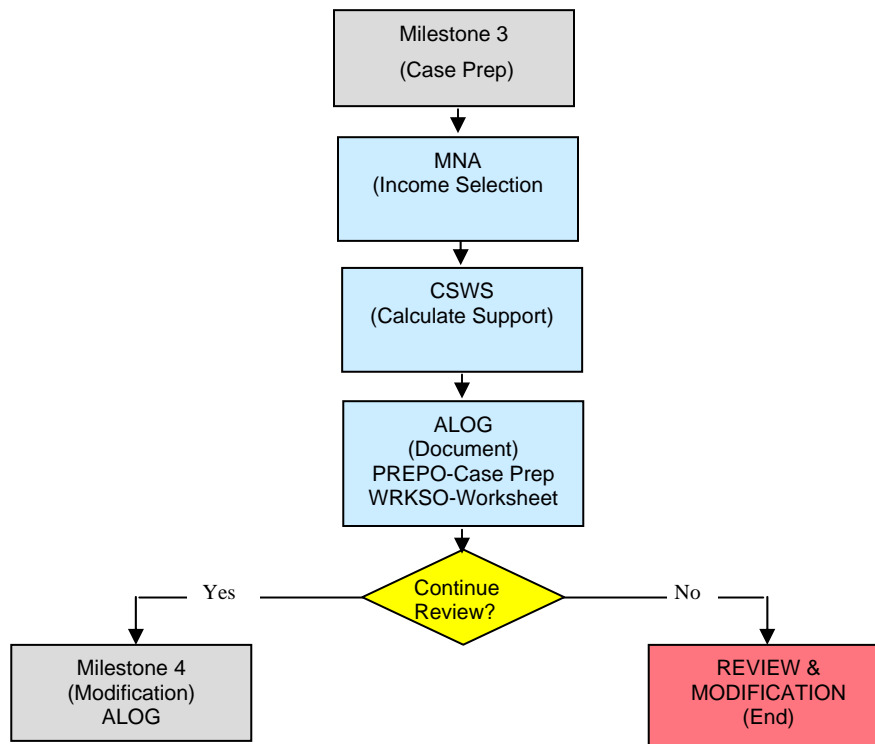 Milestone 3
(Case Prep)
MNA
(Income Selection
CSWS
(Calculate Support)
ALOG
(Document)
PREPO-Case Prep
WRKSO-Worksheet
Continue
Review?
Yes
No
Milestone 4
(Modification)
ALOG
REVIEW &
MODIFICATION
(End)